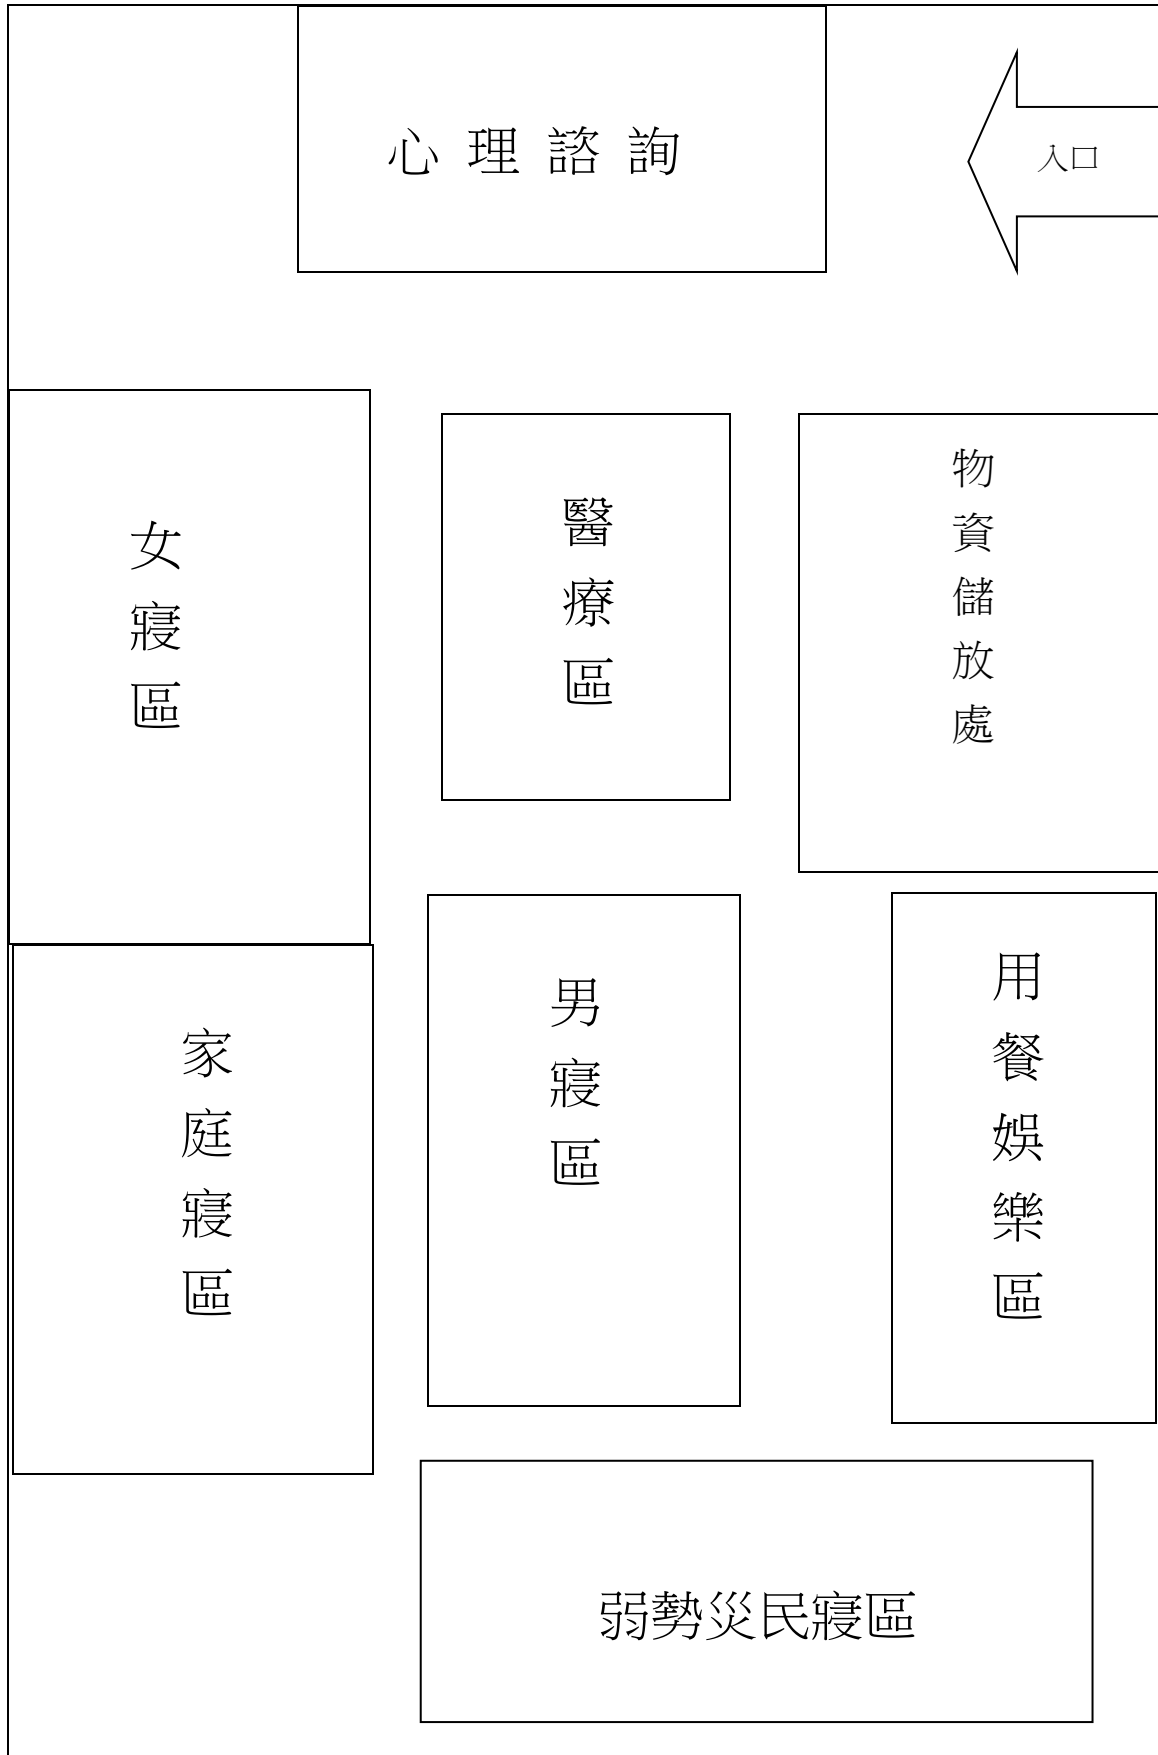 心理諮詢
入口
女寢區
醫療區
物資儲放處
家庭寢區
男寢區
用餐娛樂區
弱勢災民寢區